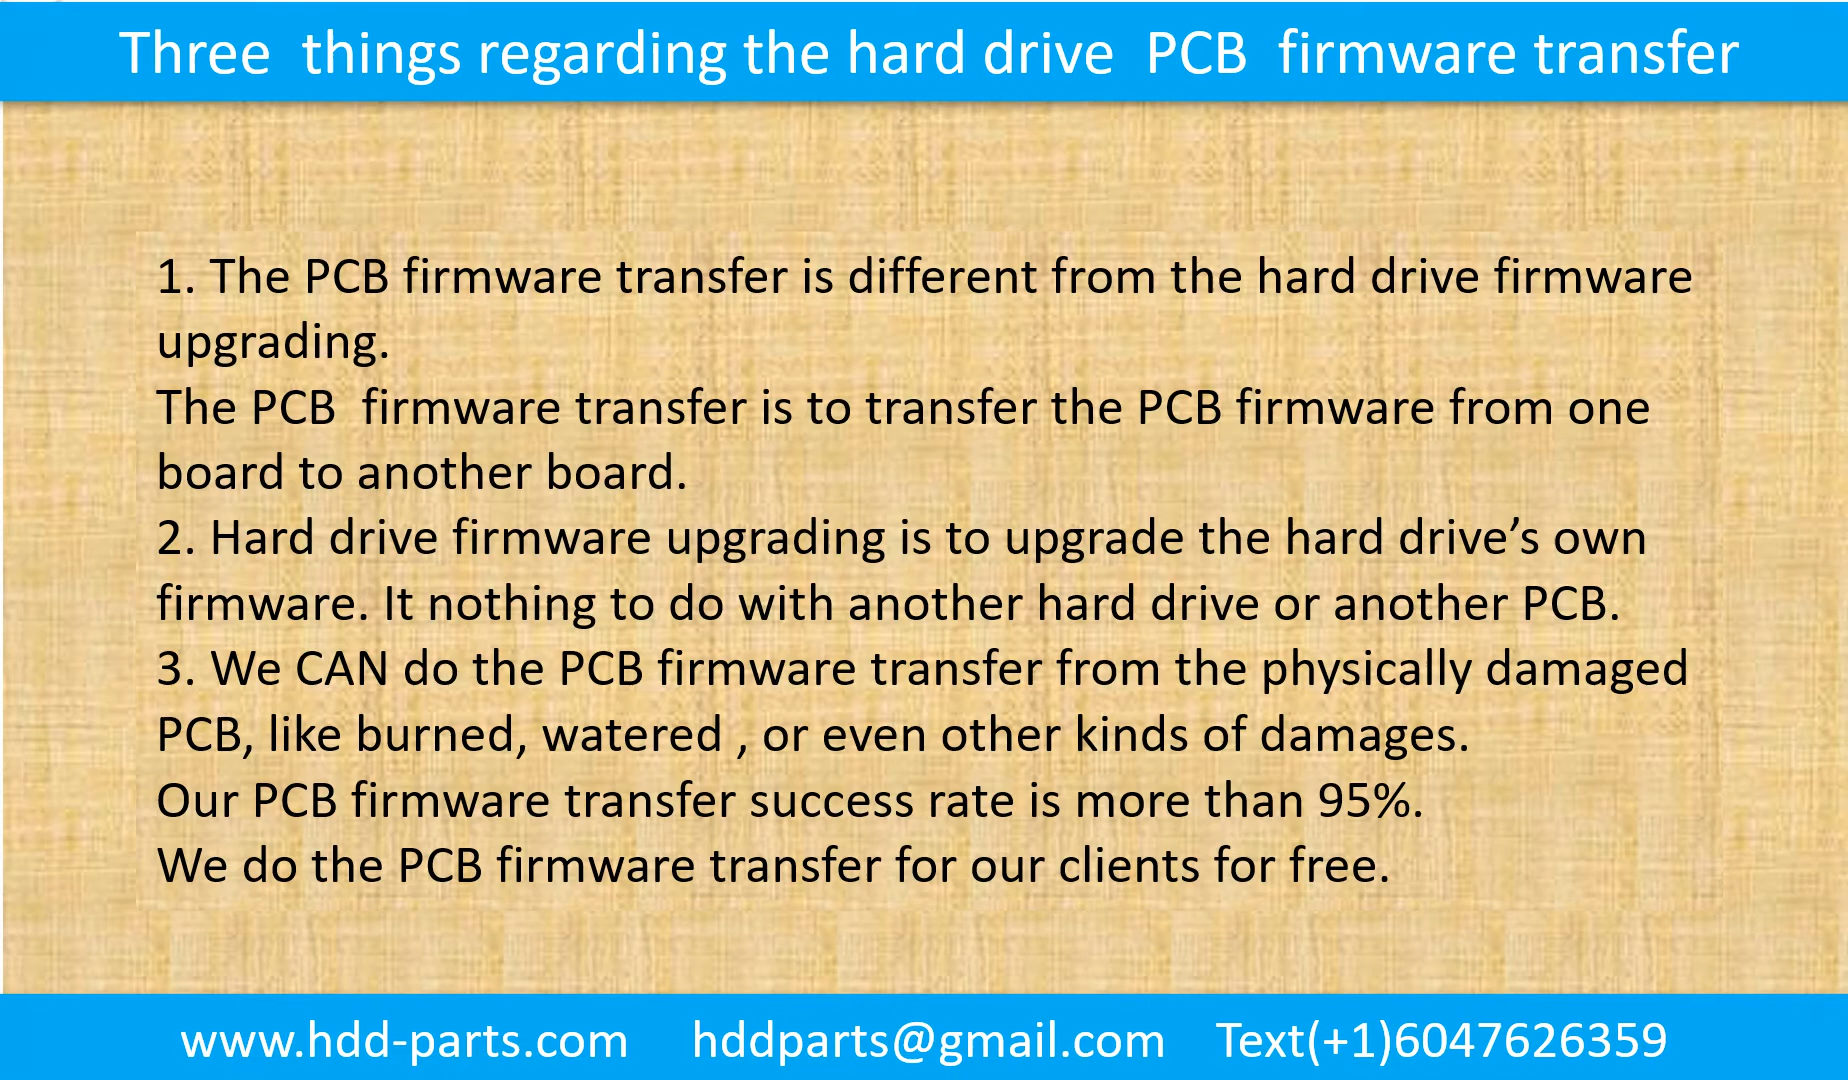 Three  things regarding the hard drive  PCB  firmware transfer
1. The PCB firmware transfer is different from the hard drive firmware
upgrading.
The PCB  firmware transfer is to transfer the PCB firmware from one
board to another board.
2. Hard drive firmware upgrading is to upgrade the hard drive’s own
firmware. It nothing to do with another hard drive or another PCB.
3. We CAN do the PCB firmware transfer from the physically damaged
PCB, like burned, watered , or even other kinds of damages.
Our PCB firmware transfer success rate is more than 95%.
We do the PCB firmware transfer for our clients for free.
www.hdd-parts.com     hddparts@gmail.com    Text(+1)6047626359